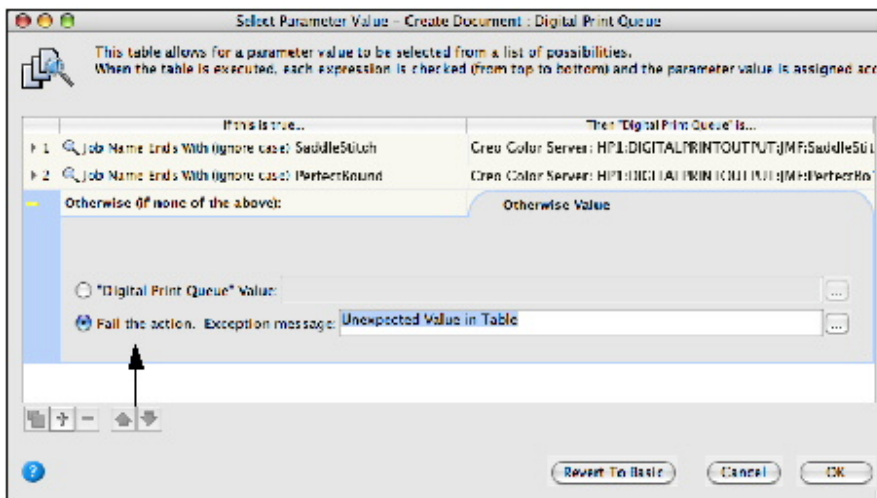 Select Parameter Value – Create Document : Digital Print Queue
This table allows for a parameter value to be selected from a list of possibilities.
When the table is executed, each expression is checked (from top to bottom) and the parameter value is assigned acc
If this is true... Then "Digital Print Queue" is...
1 Job Name Ends With (ignore case) SaddleStitch Creo Color Server: HP1:DIGITALPRINTOUTPUT:JMF:SaddleStit
2 Job Name Ends With (ignore case) PerfectBound Creo Color Server: HP1:DIGITALPRINTOUTPUT:JMF:PerfectBo
Otherwise (if none of the above): Otherwise Value
"Digital Print Queue" Value: ...
Fail the action. Exception message: Unexpected Value in Table ...
Revert To Basic Cancel OK